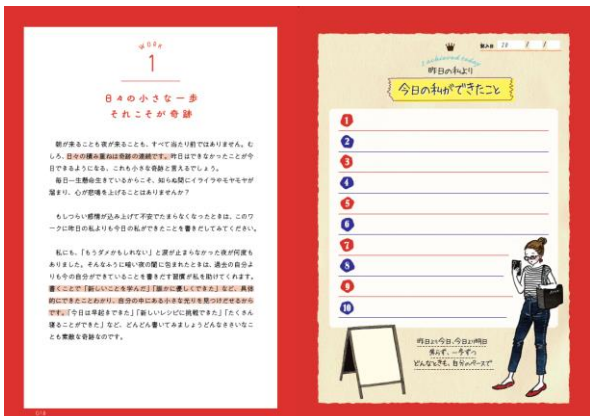 WORK
1
日々の小さな一歩
それこそが奇跡
朝が来ることも夜が来ることも、すべて当たり前ではありません。む
しろ、日々の積み重ねは奇跡の連続です。昨日はできなかったことが今
日できるようになる、これも小さな奇跡と言えるでしょう。
毎日一生懸命生きているからこそ、知らぬ間にイライラやモヤモヤが
溜まり、心が悲鳴を上げることはありませんか?
もしつらい感情が込み上げて不安でたまらなくなったときは、このワ
ークに昨日の私よりも今日の私ができたことを書きだしてみてください。
私にも、「もうダメかもしれない」と涙が止まらなかった夜が何度も
ありました。そんなふうに暗い夜の闇に包まれたときは、過去の自分よ
りも今の自分ができていることを書きだす習慣が私を助けてくれます。
書くことで「新しいことを学んだ」「誰かに優しくできた」など、具体
的にできたことがわかり、自分の中にある小さな光りを見つけだせるから
です。「今日は早起きできた」「新しいレシピに挑戦できた」「たくさん
寝ることができた」など、どんどん書いてみましょうどんなささいなこ
とも素敵な奇跡なのです。
018
記入日 20 / /
I achieved today
昨日の私より
今日の私ができたこと
1
2
3
4
5
6
7
8
9
10
昨日より今日、今日より明日
焦らず、一歩ずつ
どんなときも、自分のペースで